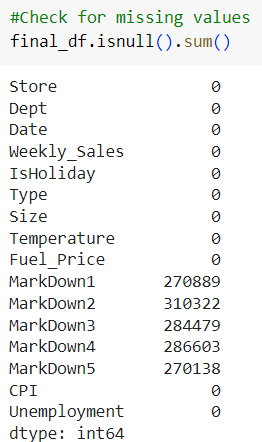 #Check for missing values
final_df.isnull().sum()
Store 0
Dept 0
Date 0
Weekly_Sales 0
IsHoliday 0
Type 0
Size 0
Temperature 0
Fuel_Price 0
MarkDown1 270889
MarkDown2 310322
MarkDown3 284479
MarkDown4 286603
MarkDown5 270138
CPI 0
Unemployment 0
dtype: int64